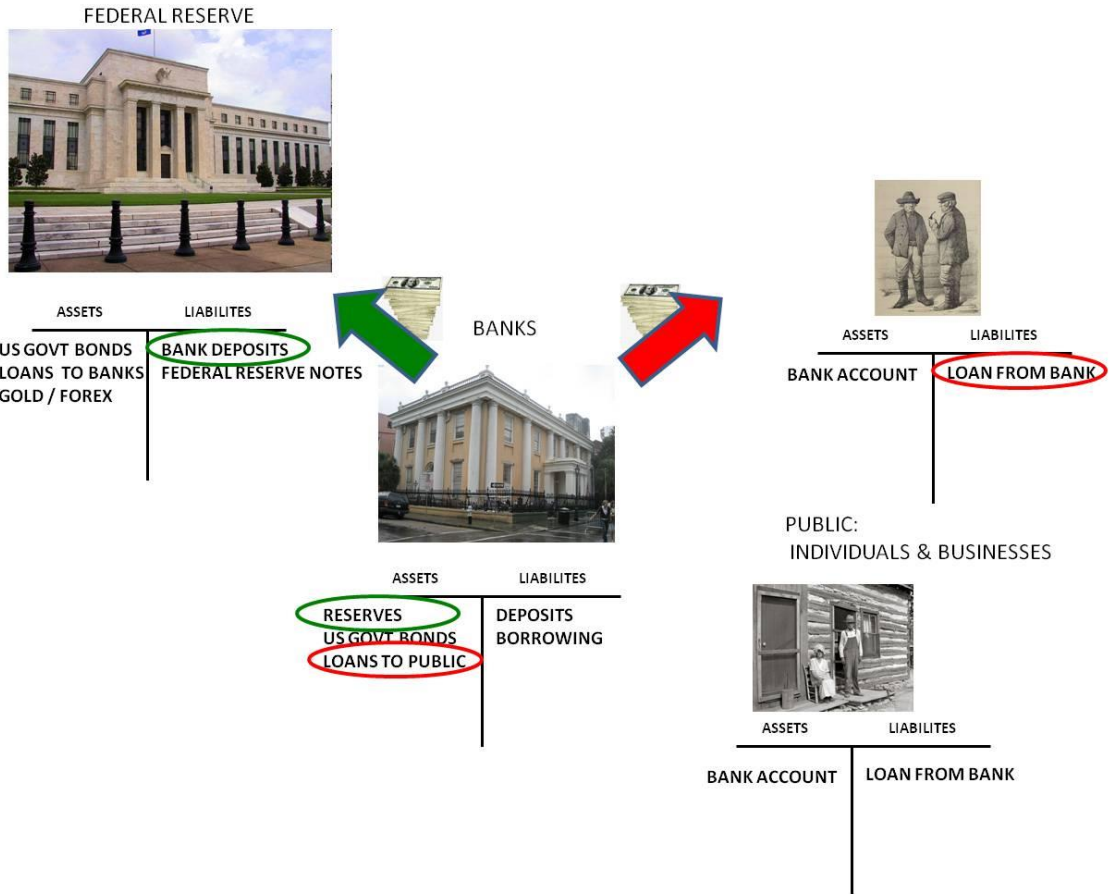 FEDERAL RESERVE
ASSETS LIABILITES
US GOVT BONDS BANK DEPOSITS
LOANS TO BANKS FEDERAL RESERVE NOTES
GOLD / FOREX
BANKS
ASSETS LIABILITES
RESERVES DEPOSITS
US GOVT BONDS BORROWING
LOANS TO PUBLIC
ASSETS LIABILITES
BANK ACCOUNT LOAN FROM BANK
PUBLIC:
INDIVIDUALS & BUSINESSES
ASSETS LIABILITES
BANK ACCOUNT LOAN FROM BANK